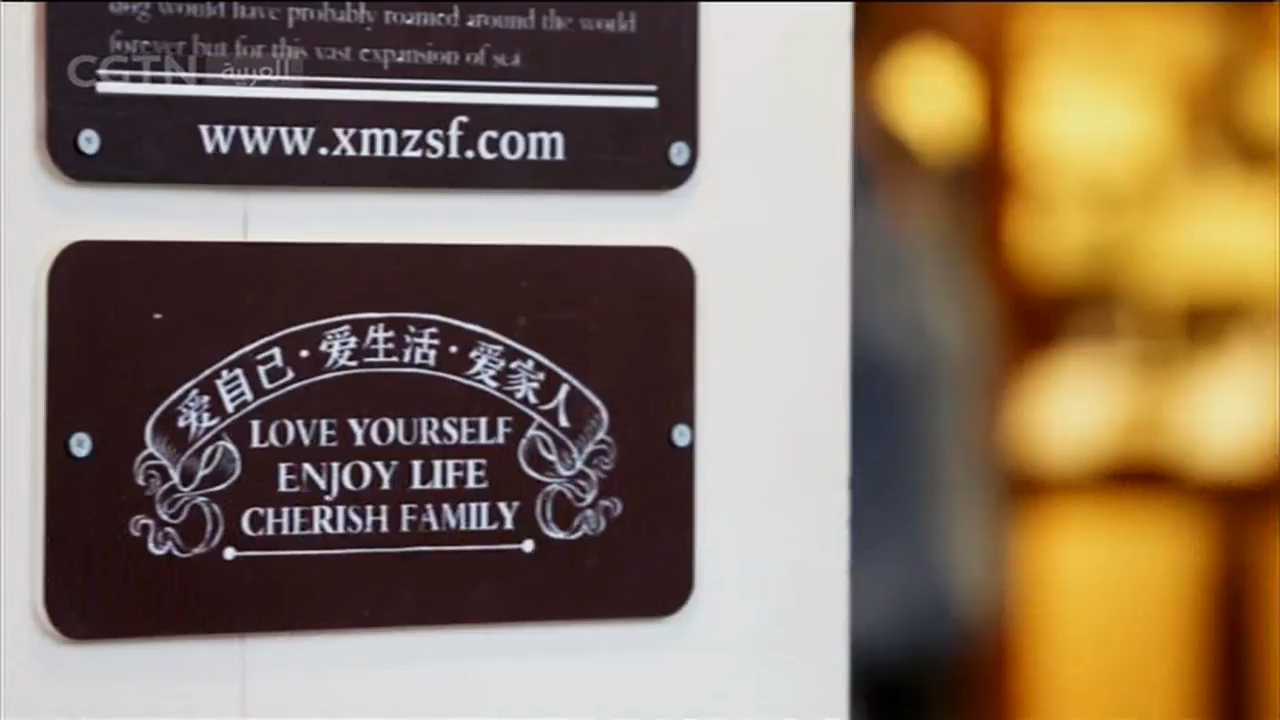 dog would have probably roamed around the world
forever but for this vast expansion of sea
CGTN العربية
www.xmzsf.com
爱自己·爱生活·爱家人
LOVE YOURSELF
ENJOY LIFE
CHERISH FAMILY